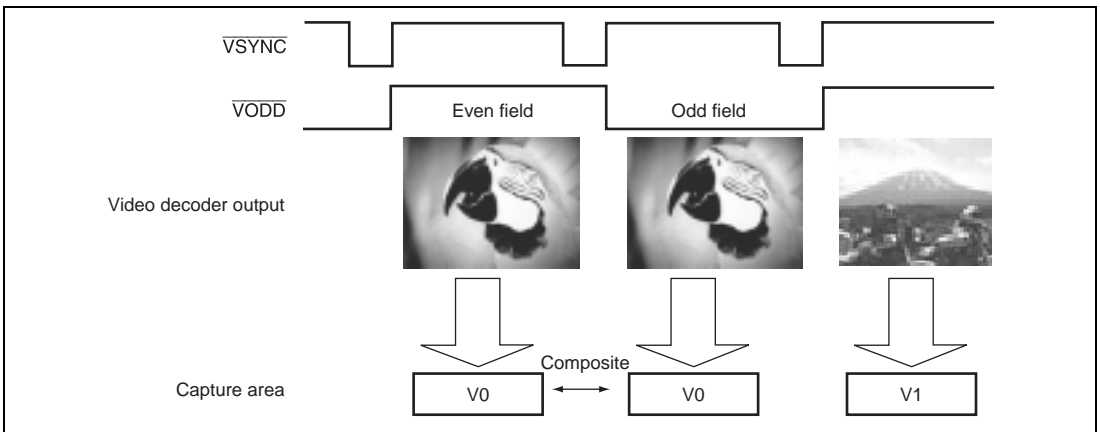 VSYNC
VODD
Even field
Odd field
Video decoder output
Composite
Capture area
V0
V0
V1